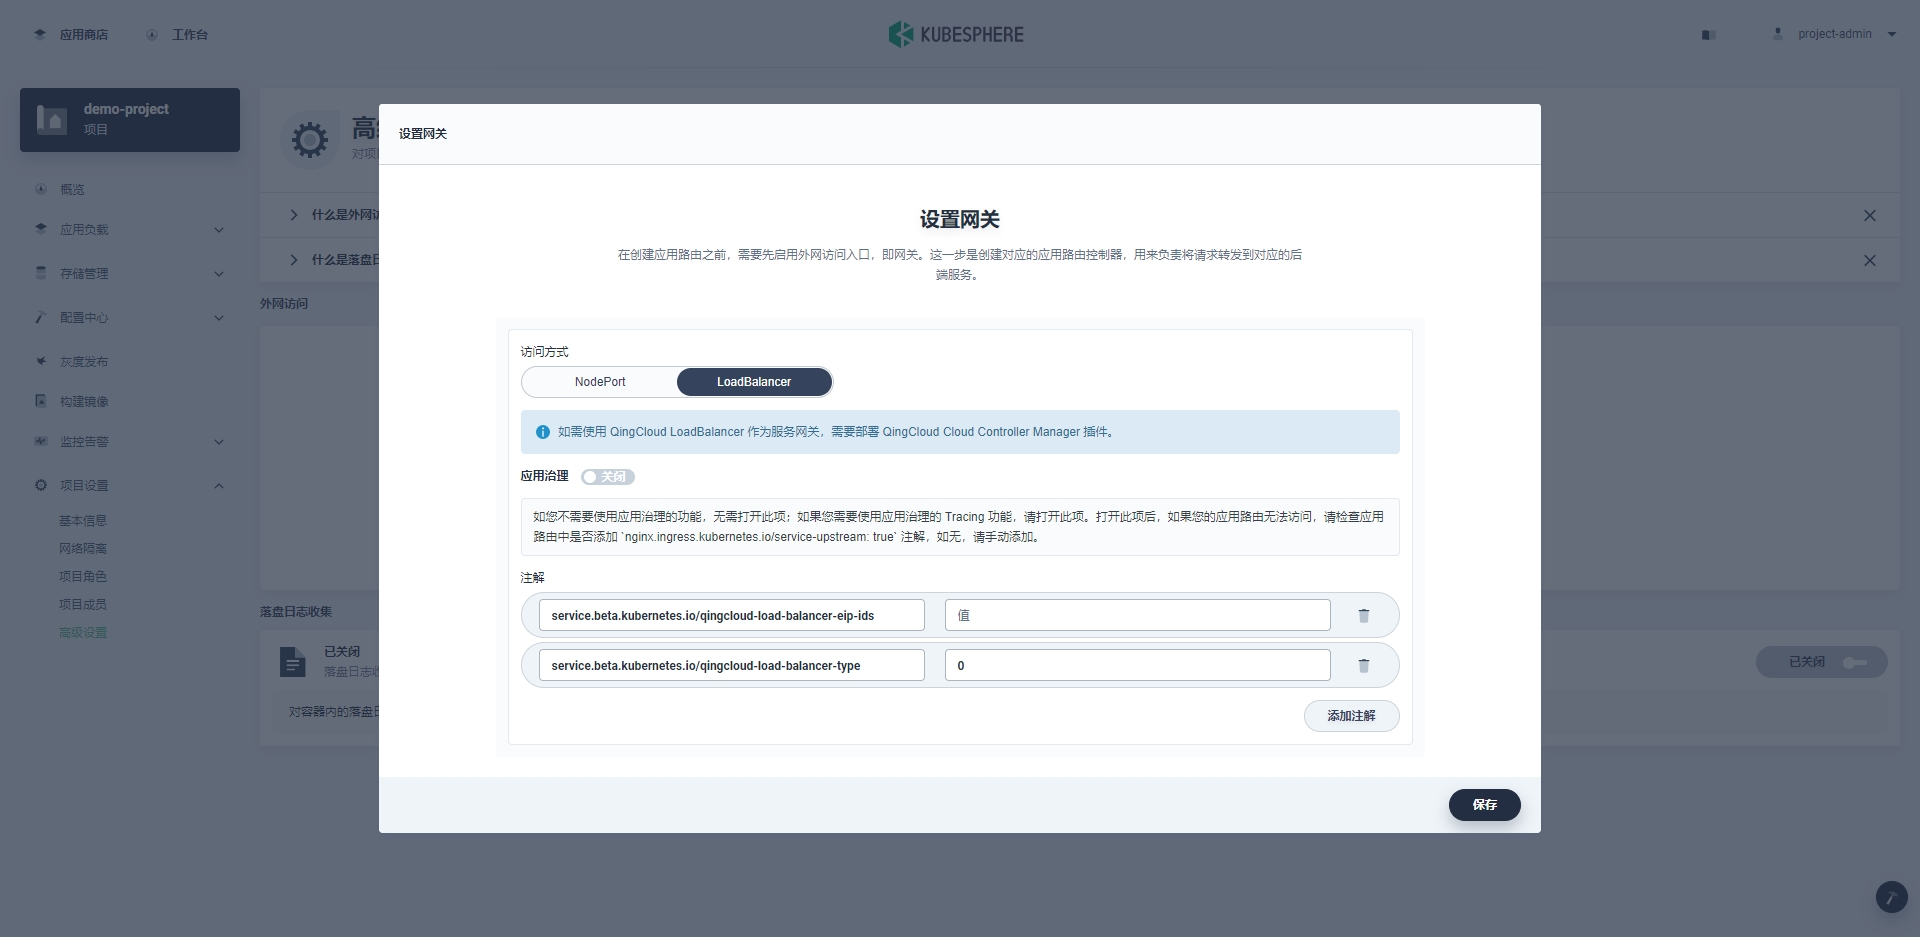 应用商店
工作台
KUBESPHERE
project-admin
demo-project
项目
概览
应用负载
存储管理
配置中心
灰度发布
构建镜像
监控告警
项目设置
基本信息
网络隔离
项目角色
项目成员
高级设置
对项
什么是外网访
什么是落盘日
外网访问
落盘日志收集
已关闭
落盘日志收
对容器内的落盘日
已关闭
设置网关
设置网关
在创建应用路由之前，需要先启用外网访问入口，即网关。这一步是创建对应的应用路由控制器，用来负责将请求转发到对应的后
端服务。
访问方式
NodePort
LoadBalancer
如需使用 QingCloud LoadBalancer 作为服务网关，需要部署 QingCloud Cloud Controller Manager 插件。
应用治理 关闭
如您不需要使用应用治理的功能，无需打开此项；如果您需要使用应用治理的 Tracing 功能，请打开此项。打开此项后，如果您的应用路由无法访问，请检查应用
路由中是否添加 `nginx.ingress.kubernetes.io/service-upstream: true` 注解，如无，请手动添加。
注解
service.beta.kubernetes.io/qingcloud-load-balancer-eip-ids
值
service.beta.kubernetes.io/qingcloud-load-balancer-type
0
添加注解
保存